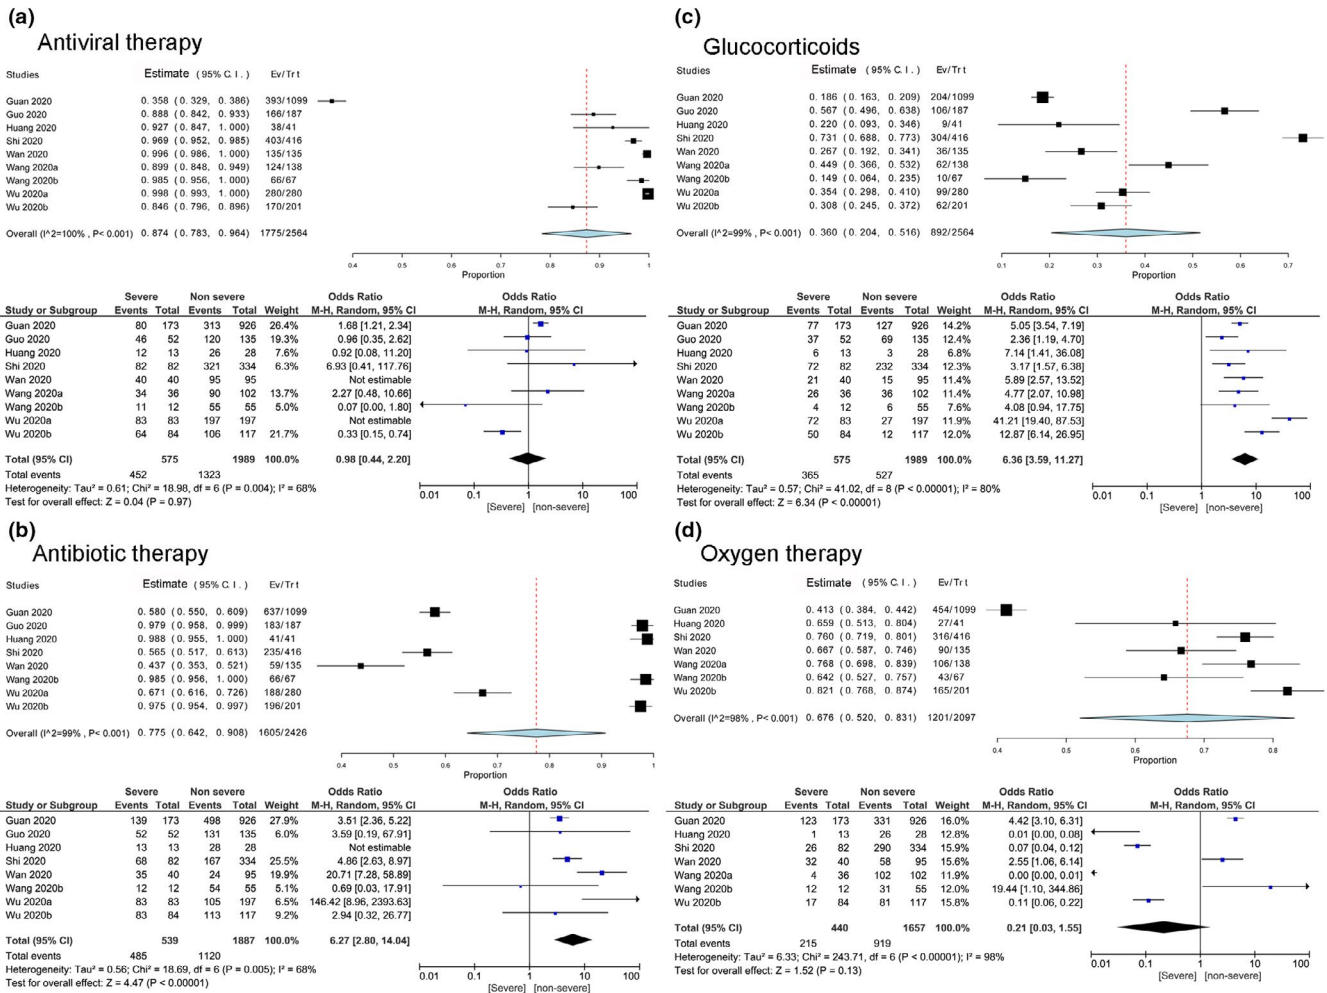 (a)
Antiviral therapy
Studies Estimate (95% C.I.) Ev/Trt
Guan 2020 0.358 (0.329, 0.386) 393/1099
Guo 2020 0.888 (0.842, 0.933) 166/187
Huang 2020 0.927 (0.847, 1.000) 38/41
Shi 2020 0.969 (0.952, 0.985) 403/416
Wan 2020 0.996 (0.986, 1.000) 135/135
Wang 2020a 0.899 (0.848, 0.949) 124/138
Wang 2020b 0.985 (0.956, 1.000) 66/67
Wu 2020a 0.998 (0.993, 1.000) 280/280
Wu 2020b 0.846 (0.796, 0.896) 170/201
Overall (I^2=100% , P< 0.001) 0.874 (0.783, 0.964) 1775/2564
0.4 0.5 0.6 0.7 0.8 0.9 1
Proportion
Severe Non severe Odds Ratio Odds Ratio
Study or Subgroup Events Total Events Total Weight M-H, Random, 95% CI M-H, Random, 95% CI
Guan 2020 80 173 313 926 26.4% 1.68 [1.21, 2.34]
Guo 2020 46 52 120 135 19.3% 0.96 [0.35, 2.62]
Huang 2020 12 13 26 28 7.6% 0.92 [0.08, 11.20]
Shi 2020 82 82 321 334 6.3% 6.93 [0.41, 117.76]
Wan 2020 40 40 95 95 Not estimable
Wang 2020a 34 36 90 102 13.7% 2.27 [0.48, 10.66]
Wang 2020b 11 12 55 55 5.0% 0.07 [0.00, 1.80]
Wu 2020a 83 83 197 197 Not estimable
Wu 2020b 64 84 106 117 21.7% 0.33 [0.15, 0.74]
Total (95% CI) 575 1989 100.0% 0.98 [0.44, 2.20]
Total events 452 1323
Heterogeneity: Tau² = 0.61; Chi² = 18.98, df = 6 (P = 0.004); I² = 68%
Test for overall effect: Z = 0.04 (P = 0.97)
0.01 0.1 1 10 100
[Severe] [non-severe]
(b)
Antibiotic therapy
Studies Estimate (95% C.I.) Ev/Trt
Guan 2020 0.580 (0.550, 0.609) 637/1099
Guo 2020 0.979 (0.958, 0.999) 183/187
Huang 2020 0.988 (0.955, 1.000) 41/41
Shi 2020 0.565 (0.517, 0.613) 235/416
Wan 2020 0.437 (0.353, 0.521) 59/135
Wang 2020b 0.985 (0.956, 1.000) 66/67
Wu 2020a 0.671 (0.616, 0.726) 188/280
Wu 2020b 0.975 (0.954, 0.997) 196/201
Overall (I^2=99% , P< 0.001) 0.775 (0.642, 0.908) 1605/2426
0.4 0.5 0.6 0.7 0.8 0.9 1
Proportion
Severe Non severe Odds Ratio Odds Ratio
Study or Subgroup Events Total Events Total Weight M-H, Random, 95% CI M-H, Random, 95% CI
Guan 2020 139 173 498 926 27.9% 3.51 [2.36, 5.22]
Guo 2020 52 52 131 135 6.0% 3.59 [0.19, 67.91]
Huang 2020 13 13 28 28 Not estimable
Shi 2020 68 82 167 334 25.5% 4.86 [2.63, 8.97]
Wan 2020 35 40 24 95 19.9% 20.71 [7.28, 58.89]
Wang 2020b 12 12 54 55 5.1% 0.69 [0.03, 17.91]
Wu 2020a 83 83 105 197 6.5% 146.42 [8.96, 2393.63]
Wu 2020b 83 84 113 117 9.2% 2.94 [0.32, 26.77]
Total (95% CI) 539 1887 100.0% 6.27 [2.80, 14.04]
Total events 485 1120
Heterogeneity: Tau² = 0.56; Chi² = 18.69, df = 6 (P = 0.005); I² = 68%
Test for overall effect: Z = 4.47 (P < 0.00001)
0.01 0.1 1 10 100
[Severe] [non-severe]
(c)
Glucocorticoids
Studies Estimate (95% C.I.) Ev/Trt
Guan 2020 0.186 (0.163, 0.209) 204/1099
Guo 2020 0.567 (0.496, 0.638) 106/187
Huang 2020 0.220 (0.093, 0.346) 9/41
Shi 2020 0.731 (0.688, 0.773) 304/416
Wan 2020 0.267 (0.192, 0.341) 36/135
Wang 2020a 0.449 (0.366, 0.532) 62/138
Wang 2020b 0.149 (0.064, 0.235) 10/67
Wu 2020a 0.354 (0.298, 0.410) 99/280
Wu 2020b 0.308 (0.245, 0.372) 62/201
Overall (I^2=99% , P< 0.001) 0.360 (0.204, 0.516) 892/2564
0.1 0.2 0.3 0.4 0.5 0.6 0.7
Proportion
Severe Non severe Odds Ratio Odds Ratio
Study or Subgroup Events Total Events Total Weight M-H, Random, 95% CI M-H, Random, 95% CI
Guan 2020 77 173 127 926 14.2% 5.05 [3.54, 7.19]
Guo 2020 37 52 69 135 12.2% 2.36 [1.19, 4.70]
Huang 2020 6 13 3 28 6.8% 7.14 [1.41, 36.08]
Shi 2020 72 82 232 334 12.1% 3.17 [1.57, 6.38]
Wan 2020 21 40 15 95 11.4% 5.89 [2.57, 13.52]
Wang 2020a 26 36 36 102 11.4% 4.77 [2.07, 10.98]
Wang 2020b 4 12 6 55 7.5% 4.08 [0.94, 17.75]
Wu 2020a 72 83 27 197 11.9% 41.21 [19.40, 87.53]
Wu 2020b 50 84 12 117 12.0% 12.87 [6.14, 26.95]
Total (95% CI) 575 1989 100.0% 6.36 [3.59, 11.27]
Total events 365 527
Heterogeneity: Tau² = 0.57; Chi² = 41.02, df = 8 (P < 0.00001); I² = 80%
Test for overall effect: Z = 6.34 (P < 0.00001)
0.01 0.1 1 10 100
[Severe] [non-severe]
(d)
Oxygen therapy
Studies Estimate (95% C.I.) Ev/Trt
Guan 2020 0.413 (0.384, 0.442) 454/1099
Huang 2020 0.659 (0.513, 0.804) 27/41
Shi 2020 0.760 (0.719, 0.801) 316/416
Wan 2020 0.667 (0.587, 0.746) 90/135
Wang 2020a 0.768 (0.698, 0.839) 106/138
Wang 2020b 0.642 (0.527, 0.757) 43/67
Wu 2020b 0.821 (0.768, 0.874) 165/201
Overall (I^2=98% , P< 0.001) 0.676 (0.520, 0.831) 1201/2097
0.4 0.5 0.6 0.7 0.8
Proportion
Severe Non severe Odds Ratio Odds Ratio
Study or Subgroup Events Total Events Total Weight M-H, Random, 95% CI M-H, Random, 95% CI
Guan 2020 123 173 331 926 16.0% 4.42 [3.10, 6.31]
Huang 2020 1 13 26 28 12.8% 0.01 [0.00, 0.08]
Shi 2020 26 82 290 334 15.9% 0.07 [0.04, 0.12]
Wan 2020 32 40 58 95 15.6% 2.55 [1.06, 6.14]
Wang 2020a 4 36 102 102 11.9% 0.00 [0.00, 0.01]
Wang 2020b 12 12 31 55 12.0% 19.44 [1.10, 344.86]
Wu 2020b 17 84 81 117 15.8% 0.11 [0.06, 0.22]
Total (95% CI) 440 1657 100.0% 0.21 [0.03, 1.55]
Total events 215 919
Heterogeneity: Tau² = 6.33; Chi² = 243.71, df = 6 (P < 0.00001); I² = 98%
Test for overall effect: Z = 1.52 (P = 0.13)
0.01 0.1 1 10 100
[Severe] [non-severe]